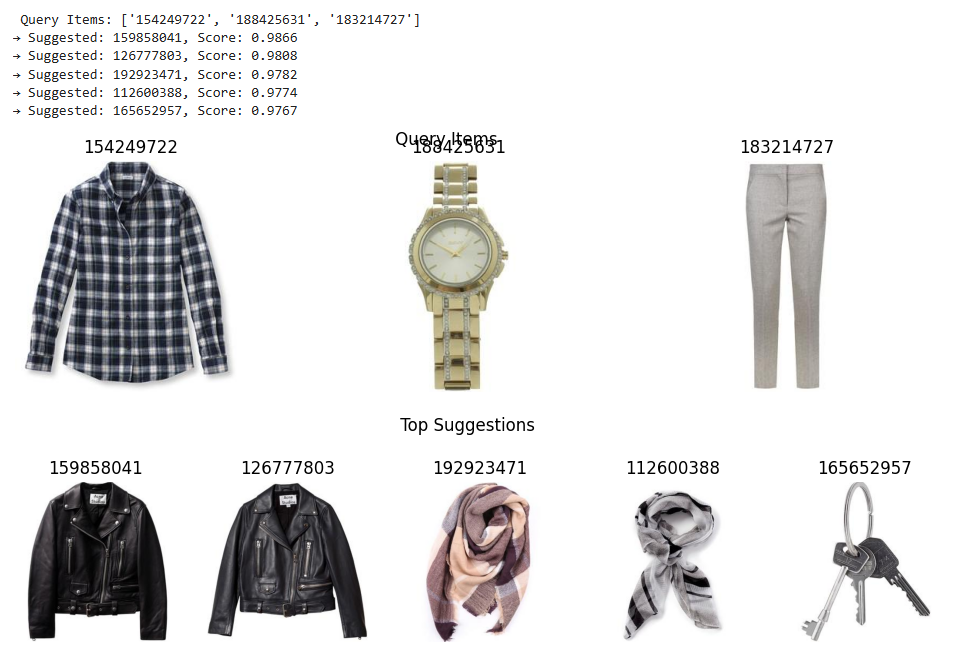 Query Items: ['154249722', '188425631', '183214727']
→ Suggested: 159858041, Score: 0.9866
→ Suggested: 126777803, Score: 0.9808
→ Suggested: 192923471, Score: 0.9782
→ Suggested: 112600388, Score: 0.9774
→ Suggested: 165652957, Score: 0.9767
Query Items
154249722 188425631 183214727
Top Suggestions
159858041 126777803 192923471 112600388 165652957